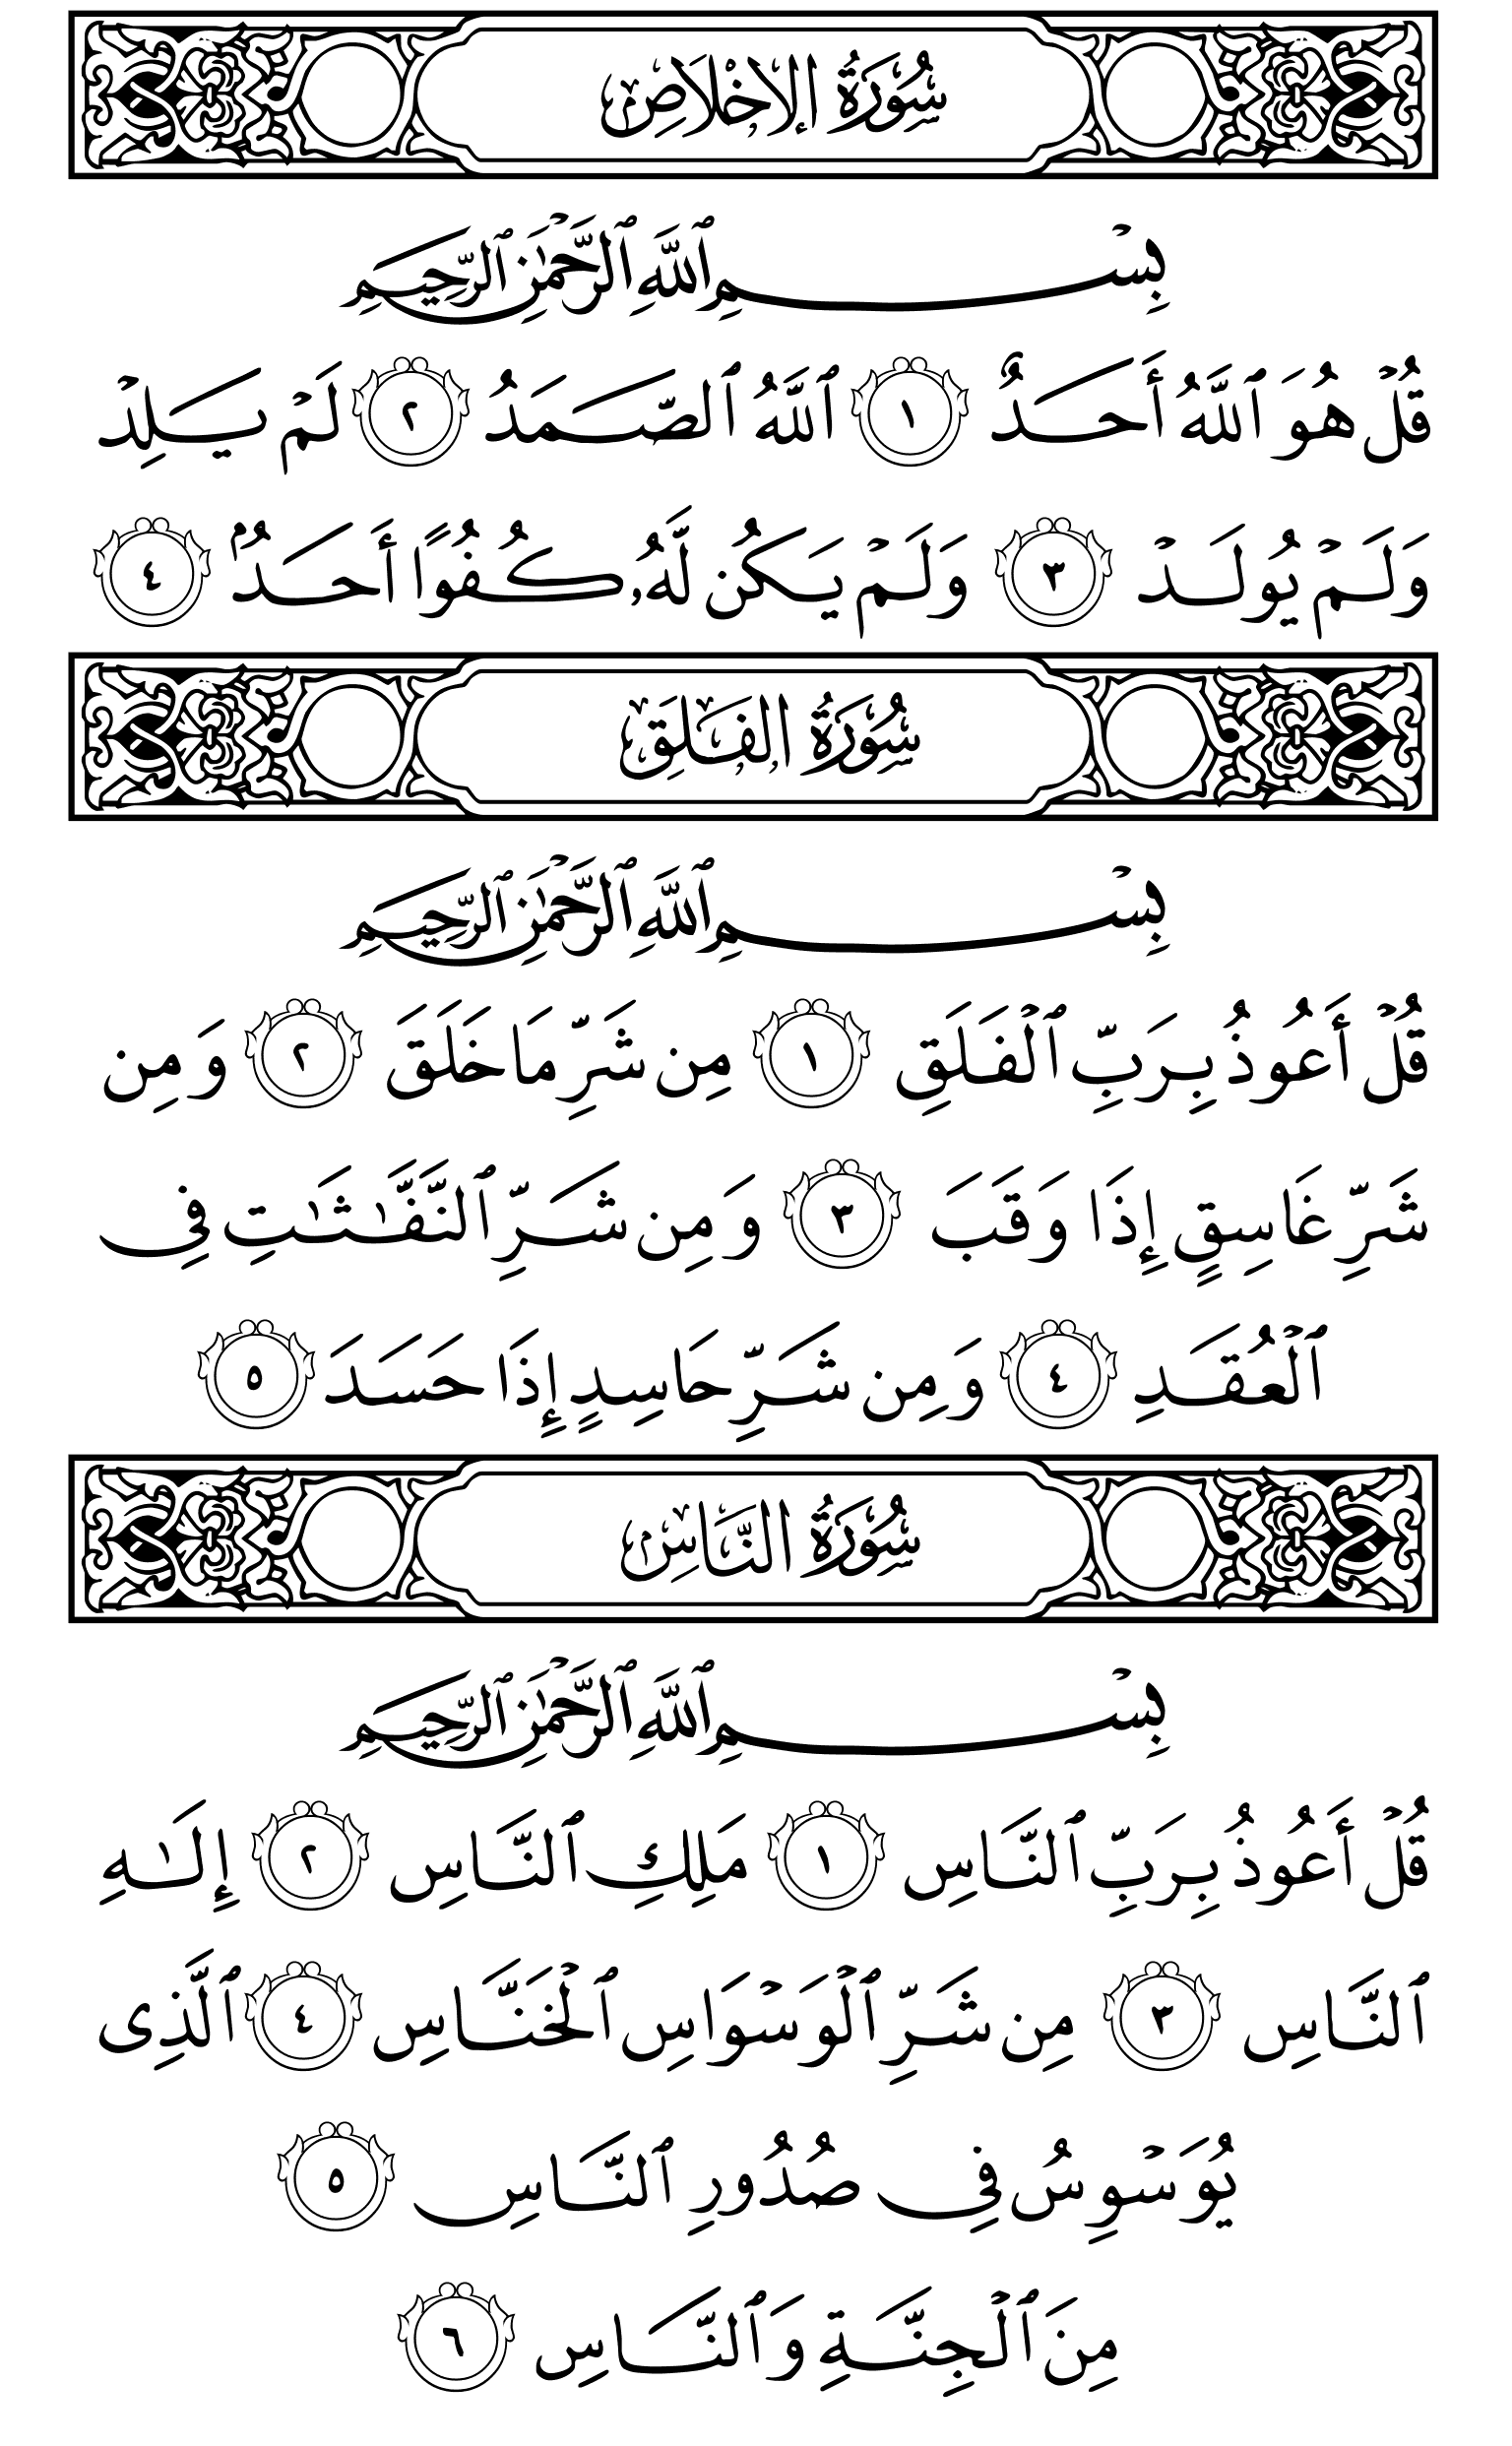 سُورَةُ الإِخْلَاصِ
بِسْمِ ٱللَّهِ ٱلرَّحْمَٰنِ ٱلرَّحِيمِ
قُلْ هُوَ ٱللَّهُ أَحَدٌ ١ ٱللَّهُ ٱلصَّمَدُ ٢ لَمْ يَلِدْ
وَلَمْ يُولَدْ ٣ وَلَمْ يَكُن لَّهُۥ كُفُوًا أَحَدٌۢ ٤
سُورَةُ الفَلَقِ
بِسْمِ ٱللَّهِ ٱلرَّحْمَٰنِ ٱلرَّحِيمِ
قُلْ أَعُوذُ بِرَبِّ ٱلْفَلَقِ ١ مِن شَرِّ مَا خَلَقَ ٢ وَمِن
شَرِّ غَاسِقٍ إِذَا وَقَبَ ٣ وَمِن شَرِّ ٱلنَّفَّٰثَٰتِ فِى
ٱلْعُقَدِ ٤ وَمِن شَرِّ حَاسِدٍ إِذَا حَسَدَ ٥
سُورَةُ النَّاسِ
بِسْمِ ٱللَّهِ ٱلرَّحْمَٰنِ ٱلرَّحِيمِ
قُلْ أَعُوذُ بِرَبِّ ٱلنَّاسِ ١ مَلِكِ ٱلنَّاسِ ٢ إِلَٰهِ
ٱلنَّاسِ ٣ مِن شَرِّ ٱلْوَسْوَاسِ ٱلْخَنَّاسِ ٤ ٱلَّذِى
يُوَسْوِسُ فِى صُدُورِ ٱلنَّاسِ ٥
مِنَ ٱلْجِنَّةِ وَٱلنَّاسِ ٦